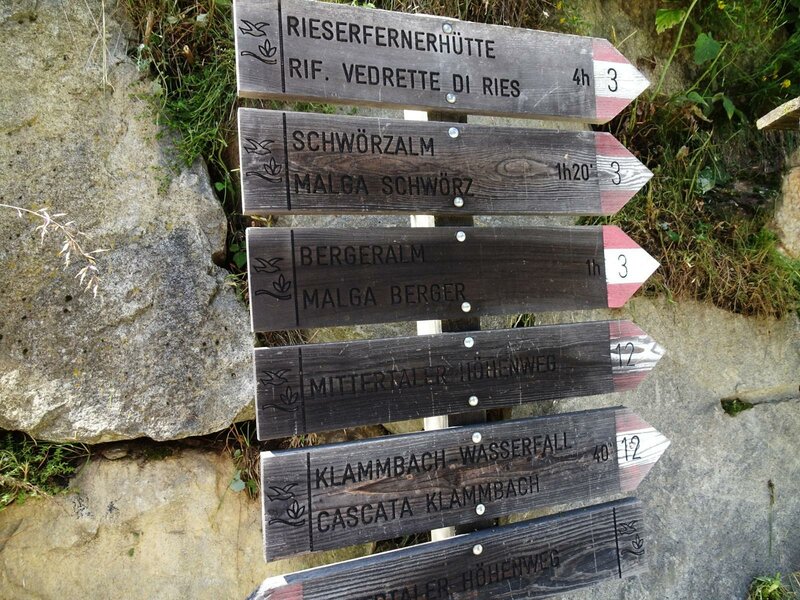 RIESERFERNERHÜTTE
RIF. VEDRETTE DI RIES 4h 3
SCHWÖRZALM
MALGA SCHWÖRZ 1h20' 3
BERGERALM
MALGA BERGER 1h 3
MITTERTALER HÖHENWEG 12
KLAMMBACH WASSERFALL
CASCATA KLAMMBACH 40' 12
HÖHENWEG